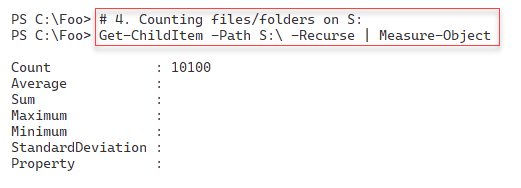 PS C:\Foo> # 4. Counting files/folders on S:
PS C:\Foo> Get-ChildItem -Path S:\ -Recurse | Measure-Object
Count             : 10100
Average           :
Sum               :
Maximum           :
Minimum           :
StandardDeviation :
Property          :